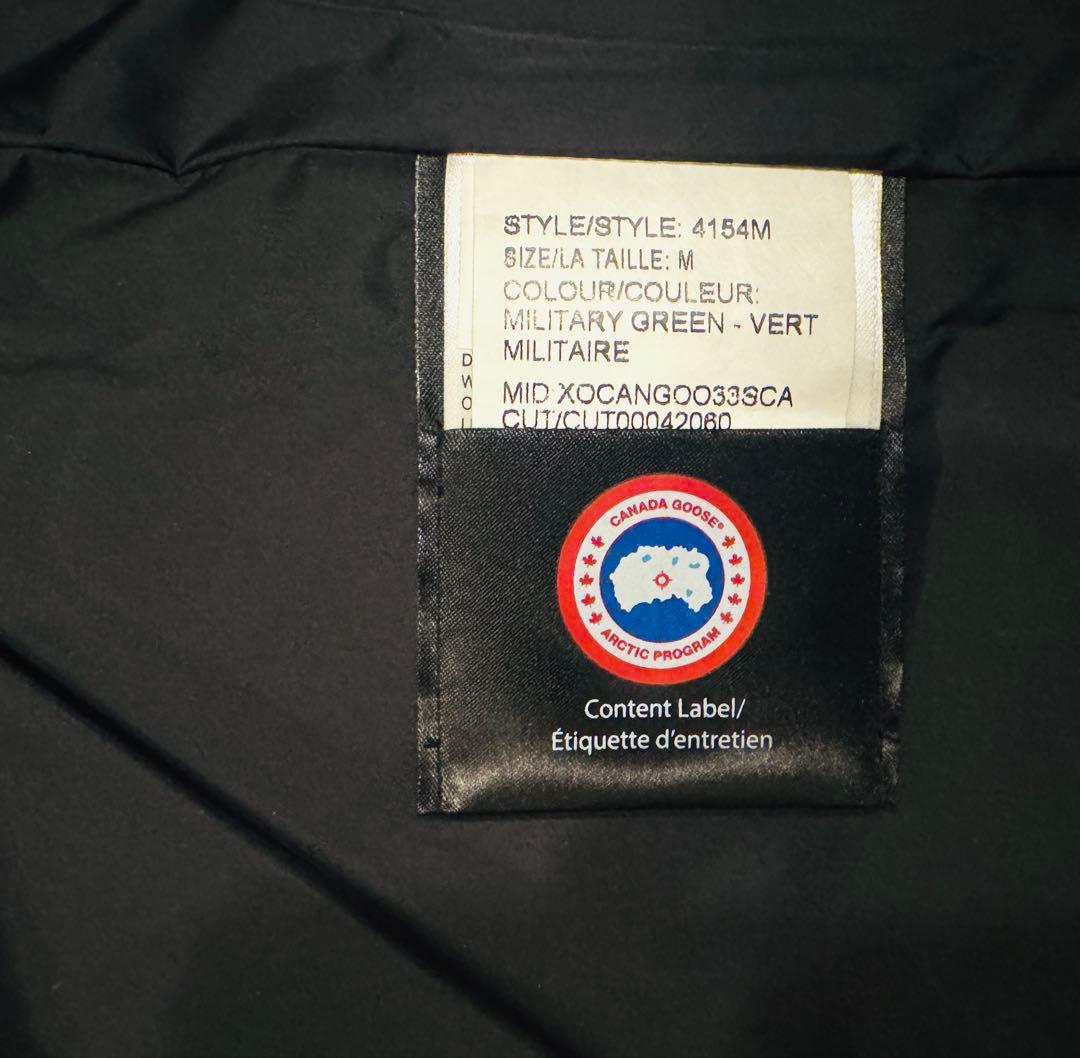 STYLE/STYLE: 4154M
SIZE/LA TAILLE: M
COLOUR/COULEUR:
MILITARY GREEN - VERT
MILITAIRE
MID XOCANGOO33SCA
CUT/CUT00042060
D
W
O
CANADA GOOSE®
ARCTIC PROGRAM
Content Label/
Étiquette d'entretien